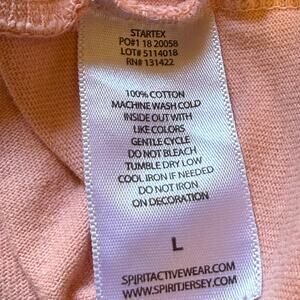 STARTEX
PO#1 18 20058
LOT# 5114018
RN# 131422
100% COTTON
MACHINE WASH COLD
INSIDE OUT WITH
LIKE COLORS
GENTLE CYCLE
DO NOT BLEACH
TUMBLE DRY LOW
COOL IRON IF NEEDED
DO NOT IRON
ON DECORATION
L
SPIRITACTIVEWEAR.COM
WWW.SPIRITJERSEY.COM